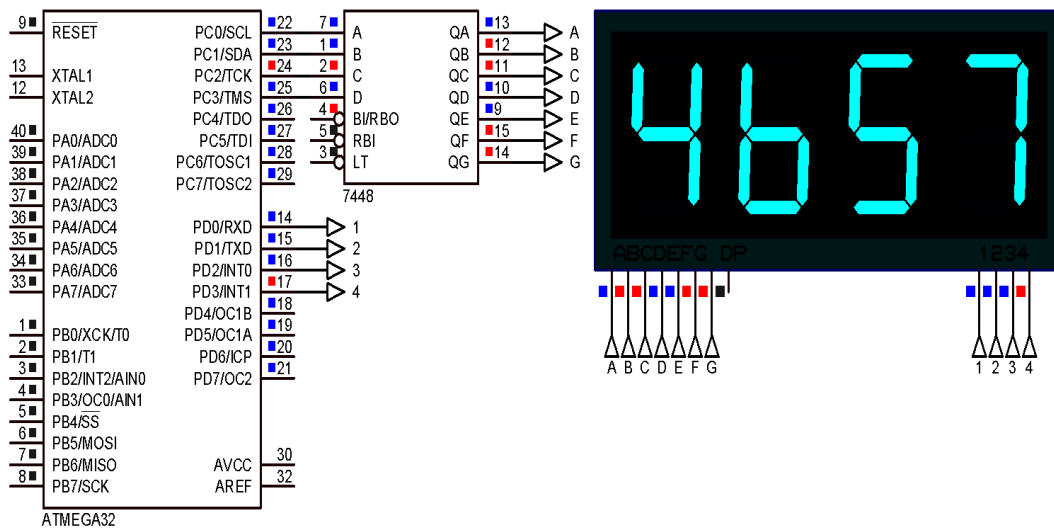 9 RESET PC0/SCL 22 7 A QA 13 A
PC1/SDA 23 1 B QB 12 B
13 XTAL1 PC2/TCK 24 2 C QC 11 C
12 XTAL2 PC3/TMS 25 6 D QD 10 D
PC4/TDO 26 4 BI/RBO QE 9 E
40 PA0/ADC0 PC5/TDI 27 5 RBI QF 15 F
39 PA1/ADC1 PC6/TOSC1 28 3 LT QG 14 G
38 PA2/ADC2 PC7/TOSC2 29
7448
37 PA3/ADC3
36 PA4/ADC4 PD0/RXD 14 1
35 PA5/ADC5 PD1/TXD 15 2
34 PA6/ADC6 PD2/INT0 16 3
33 PA7/ADC7 PD3/INT1 17 4
PD4/OC1B 18
1 PB0/XCK/T0 PD5/OC1A 19
2 PB1/T1 PD6/ICP 20
3 PB2/INT2/AIN0 PD7/OC2 21
4 PB3/OC0/AIN1
5 PB4/SS
6 PB5/MOSI
7 PB6/MISO AVCC 30
8 PB7/SCK AREF 32
ATMEGA32
4657
ABCDEFG DP 1234
A B C D E F G 1 2 3 4